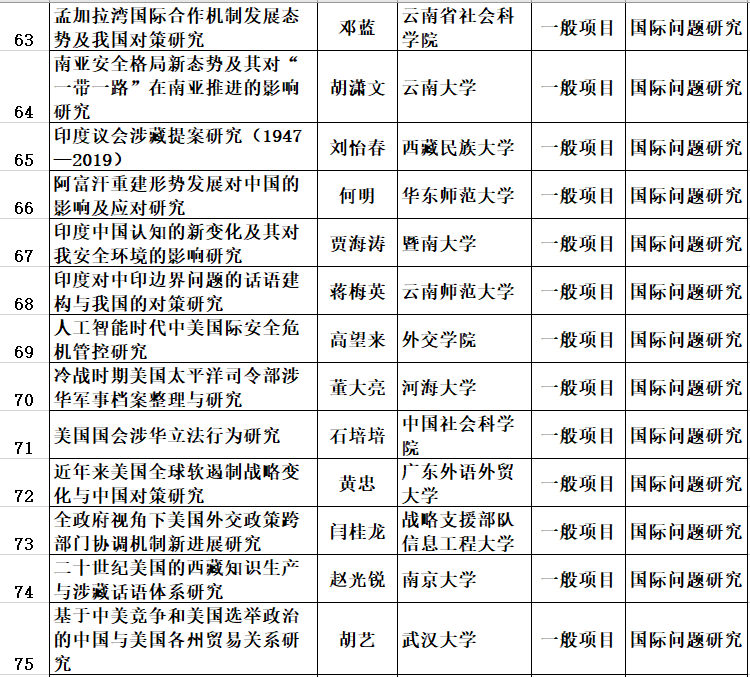 63 孟加拉湾国际合作机制发展态势及我国对策研究 邓蓝 云南省社会科学院 一般项目 国际问题研究
64 南亚安全格局新态势及其对“一带一路”在南亚推进的影响研究 胡潇文 云南大学 一般项目 国际问题研究
65 印度议会涉藏提案研究（1947—2019） 刘怡春 西藏民族大学 一般项目 国际问题研究
66 阿富汗重建形势发展对中国的影响及应对研究 何明 华东师范大学 一般项目 国际问题研究
67 印度中国认知的新变化及其对我安全环境的影响研究 贾海涛 暨南大学 一般项目 国际问题研究
68 印度对中印边界问题的话语建构与我国的对策研究 蒋梅英 云南师范大学 一般项目 国际问题研究
69 人工智能时代中美国际安全危机管控研究 高望来 外交学院 一般项目 国际问题研究
70 冷战时期美国太平洋司令部涉华军事档案整理与研究 董大亮 河海大学 一般项目 国际问题研究
71 美国国会涉华立法行为研究 石培培 中国社会科学院 一般项目 国际问题研究
72 近年来美国全球软遏制战略变化与中国对策研究 黄忠 广东外语外贸大学 一般项目 国际问题研究
73 全政府视角下美国外交政策跨部门协调机制新进展研究 闫桂龙 战略支援部队信息工程大学 一般项目 国际问题研究
74 二十世纪美国的西藏知识生产与涉藏话语体系研究 赵光锐 南京大学 一般项目 国际问题研究
75 基于中美竞争和美国选举政治的中国与美国各州贸易关系研究 胡艺 武汉大学 一般项目 国际问题研究